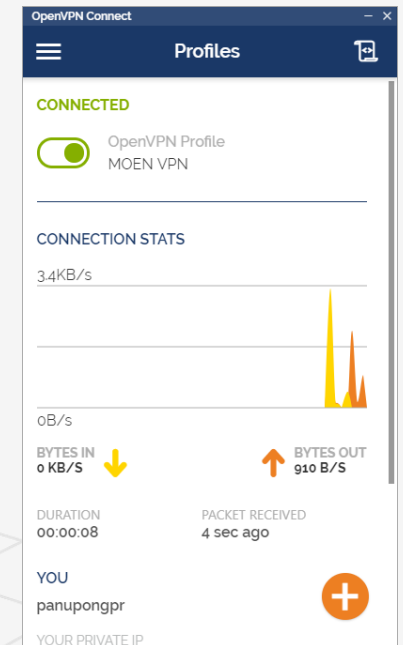 OpenVPN Connect
Profiles
CONNECTED
OpenVPN Profile
MOEN VPN
CONNECTION STATS
3.4KB/s
0B/s
BYTES IN
0 KB/S
BYTES OUT
910 B/S
DURATION
00:00:08
PACKET RECEIVED
4 sec ago
YOU
panupongpr
YOUR PRIVATE IP